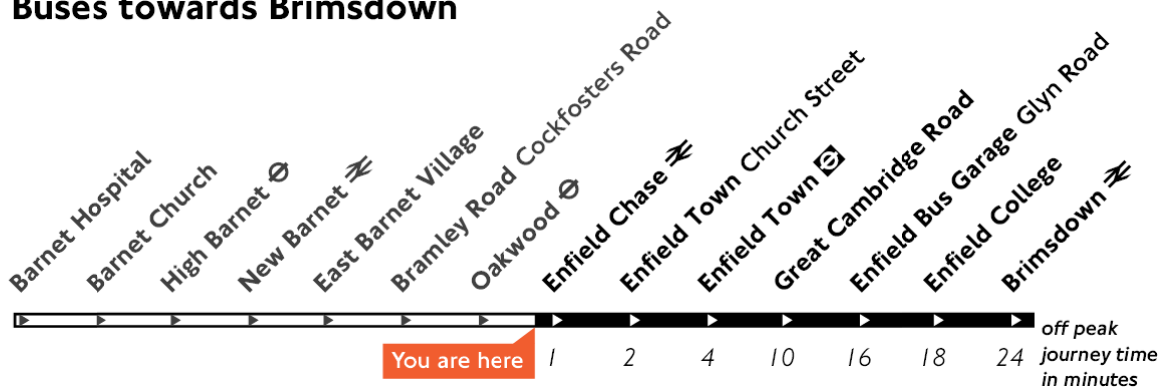 Buses towards Brimsdown
Barnet Hospital
Barnet Church
High Barnet
New Barnet
East Barnet Village
Bramley Road Cockfosters Road
Oakwood
Enfield Chase
Enfield Town Church Street
Enfield Town
Great Cambridge Road
Enfield Bus Garage Glyn Road
Enfield College
Brimsdown
You are here
1 2 4 10 16 18 24
off peak
journey time
in minutes